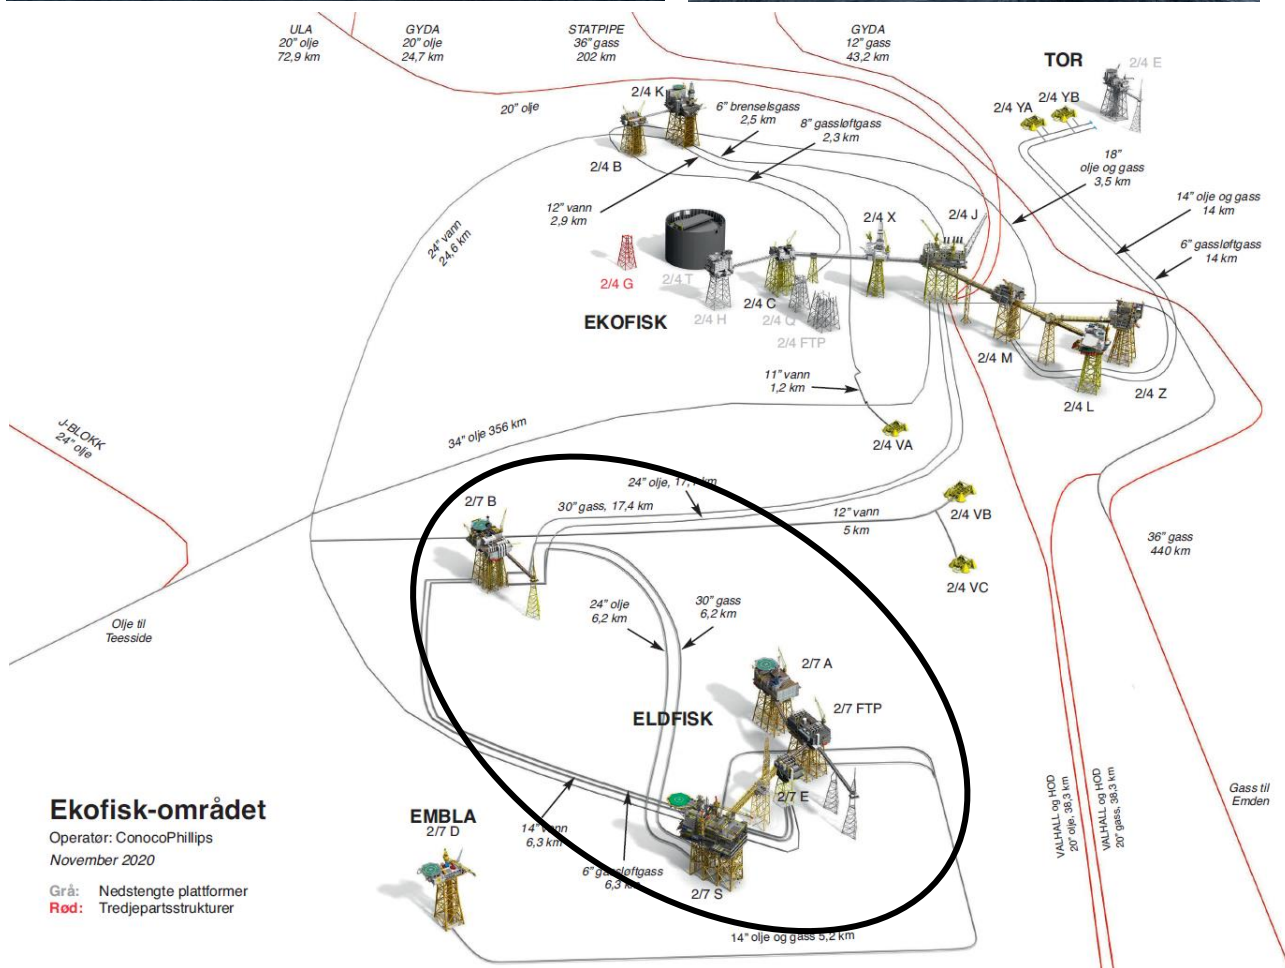 ULA
20” olje
72,9 km
GYDA
20” olje
24,7 km
STATPIPE
36” gass
202 km
GYDA
12” gass
43,2 km
TOR
2/4 E
2/4 YA
2/4 YB
20” olje
2/4 K
6” brenselsgass
2,5 km
8” gassløftgass
2,3 km
2/4 B
18”
olje og gass
3,5 km
14” olje og gass
14 km
6” gassløftgass
14 km
12” vann
2,9 km
24” vann
24,6 km
2/4 X
2/4 J
2/4 G
2/4 T
2/4 H
2/4 C
2/4 Q
2/4 FTP
EKOFISK
2/4 M
2/4 L
2/4 Z
11” vann
1,2 km
2/4 VA
J-BLOKK
24” olje
34” olje 356 km
24” olje, 17,4 km
2/7 B
30” gass, 17,4 km
12” vann
5 km
2/4 VB
2/4 VC
36” gass
440 km
Olje til
Teesside
24” olje
6,2 km
30” gass
6,2 km
2/7 A
2/7 FTP
ELDFISK
2/7 E
14” vann
6,3 km
6” gassløftgass
6,3 km
2/7 S
EMBLA
2/7 D
14” olje og gass 5,2 km
VALHALL og HOD
20” olje, 38,3 km
VALHALL og HOD
20” gass, 38,3 km
Gass til
Emden
Ekofisk-området
Operatør: ConocoPhillips
November 2020
Grå: Nedstengte plattformer
Rød: Tredjepartsstrukturer